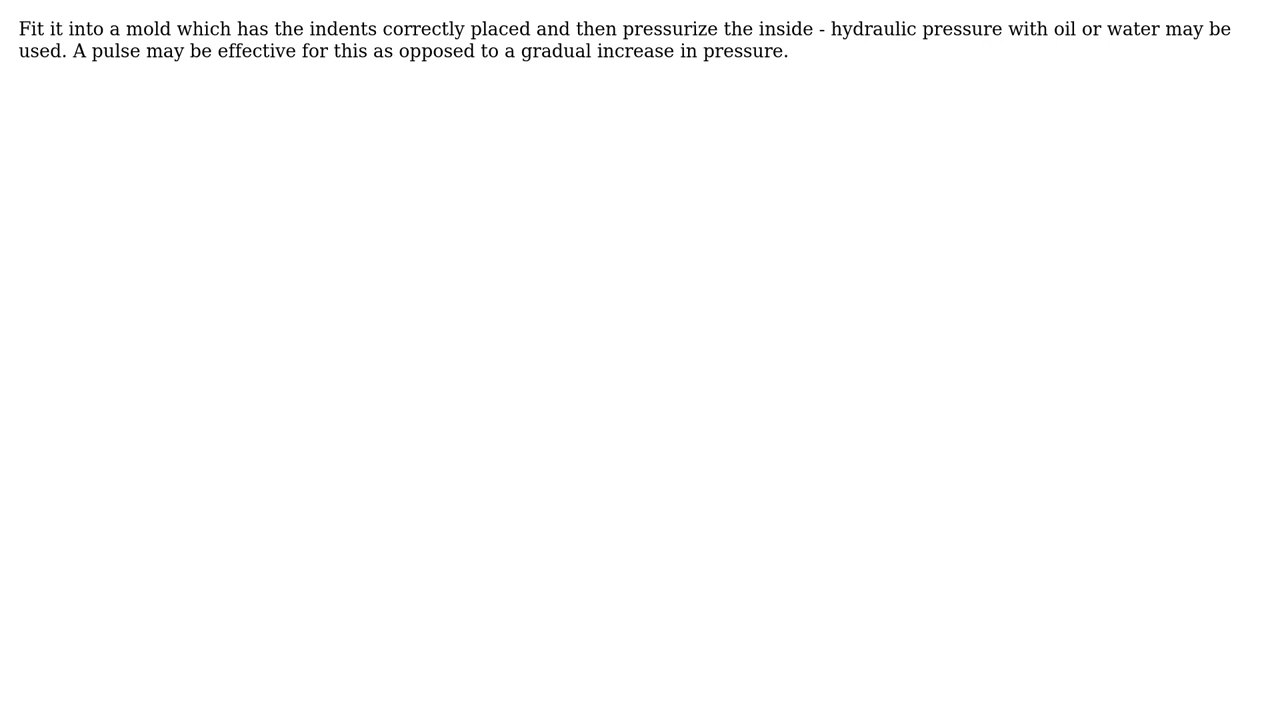 Fit it into a mold which has the indents correctly placed and then pressurize the inside - hydraulic pressure with oil or water may be
used. A pulse may be effective for this as opposed to a gradual increase in pressure.